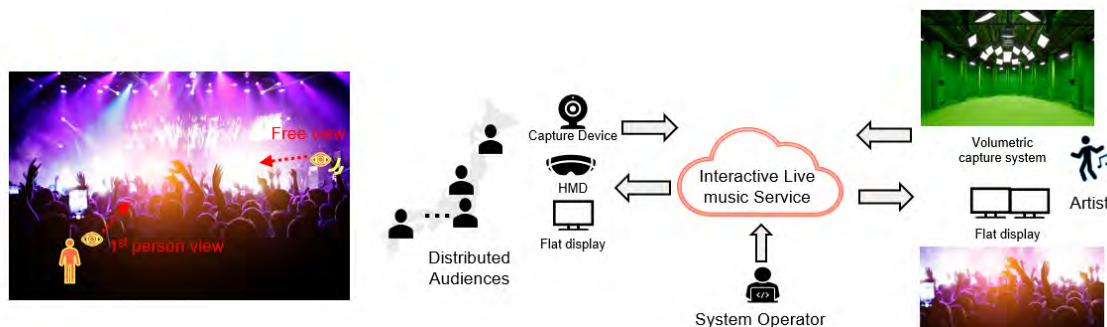 Free view
1st person view
Distributed
Audiences
Capture Device
HMD
Flat display
Interactive Live
music Service
System Operator
Volumetric
capture system
Artist
Flat display